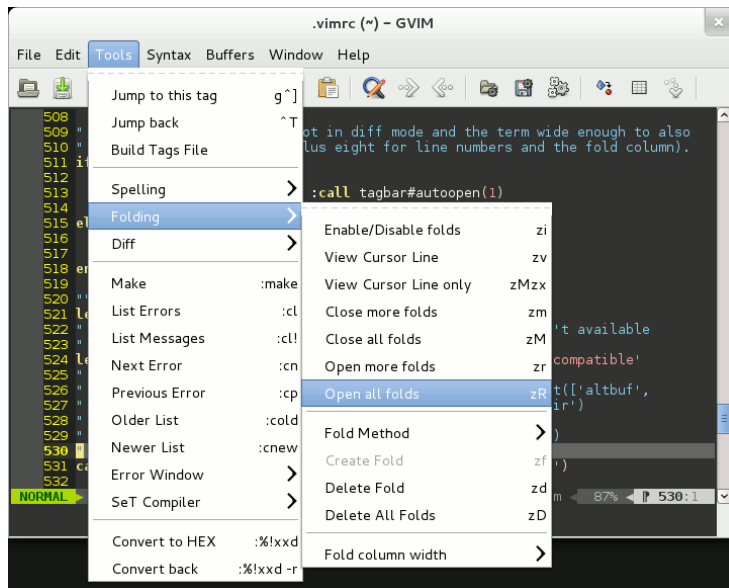 .vimrc (~) – GVIM
File Edit Tools Syntax Buffers Window Help
Jump to this tag g^]
Jump back ^T
Build Tags File
Spelling
Folding
Diff
Make :make
List Errors :cl
List Messages :cl!
Next Error :cn
Previous Error :cp
Older List :cold
Newer List :cnew
Error Window
SeT Compiler
Convert to HEX :%!xxd
Convert back :%!xxd -r
Enable/Disable folds zi
View Cursor Line zv
View Cursor Line only zMzx
Close more folds zm
Close all folds zM
Open more folds zr
Open all folds zR
Fold Method
Create Fold zf
Delete Fold zd
Delete All Folds zD
Fold column width
508
509 " ot in diff mode and the term wide enough to also
510 " lus eight for line numbers and the fold column).
511 if
512
513 :call tagbar#autoopen(1)
514
515 el
516
517
518 en
519
520 "'
521 le
522 " 't available
523 "
524 le compatible'
525 "
526 " t(['altbuf',
527 " ir')
528 "
529 " )
530 "
531 ca ')
532
NORMAL m 87% 530:1